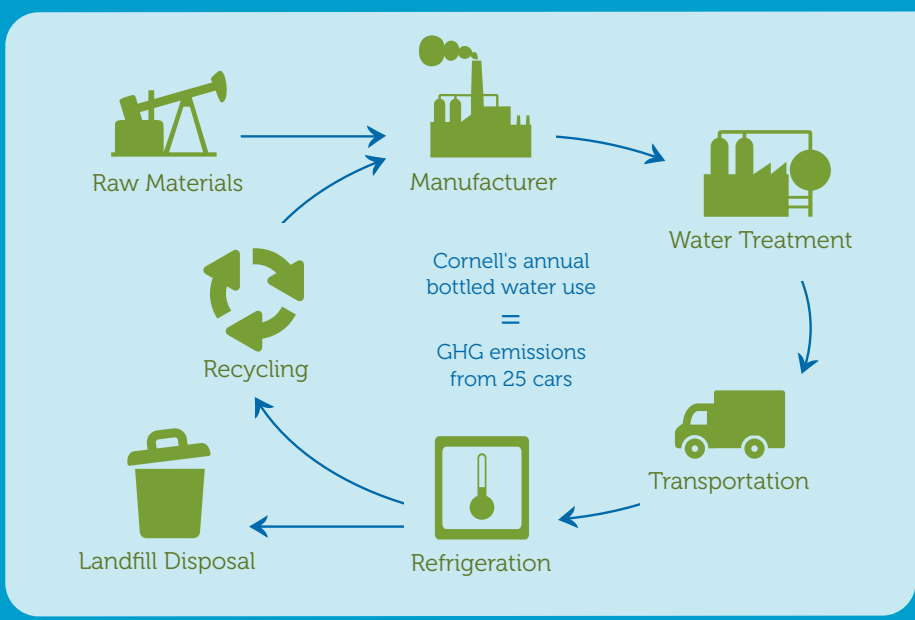 Raw Materials
Manufacturer
Water Treatment
Cornell's annual
bottled water use
=
GHG emissions
from 25 cars
Recycling
Transportation
Landfill Disposal
Refrigeration